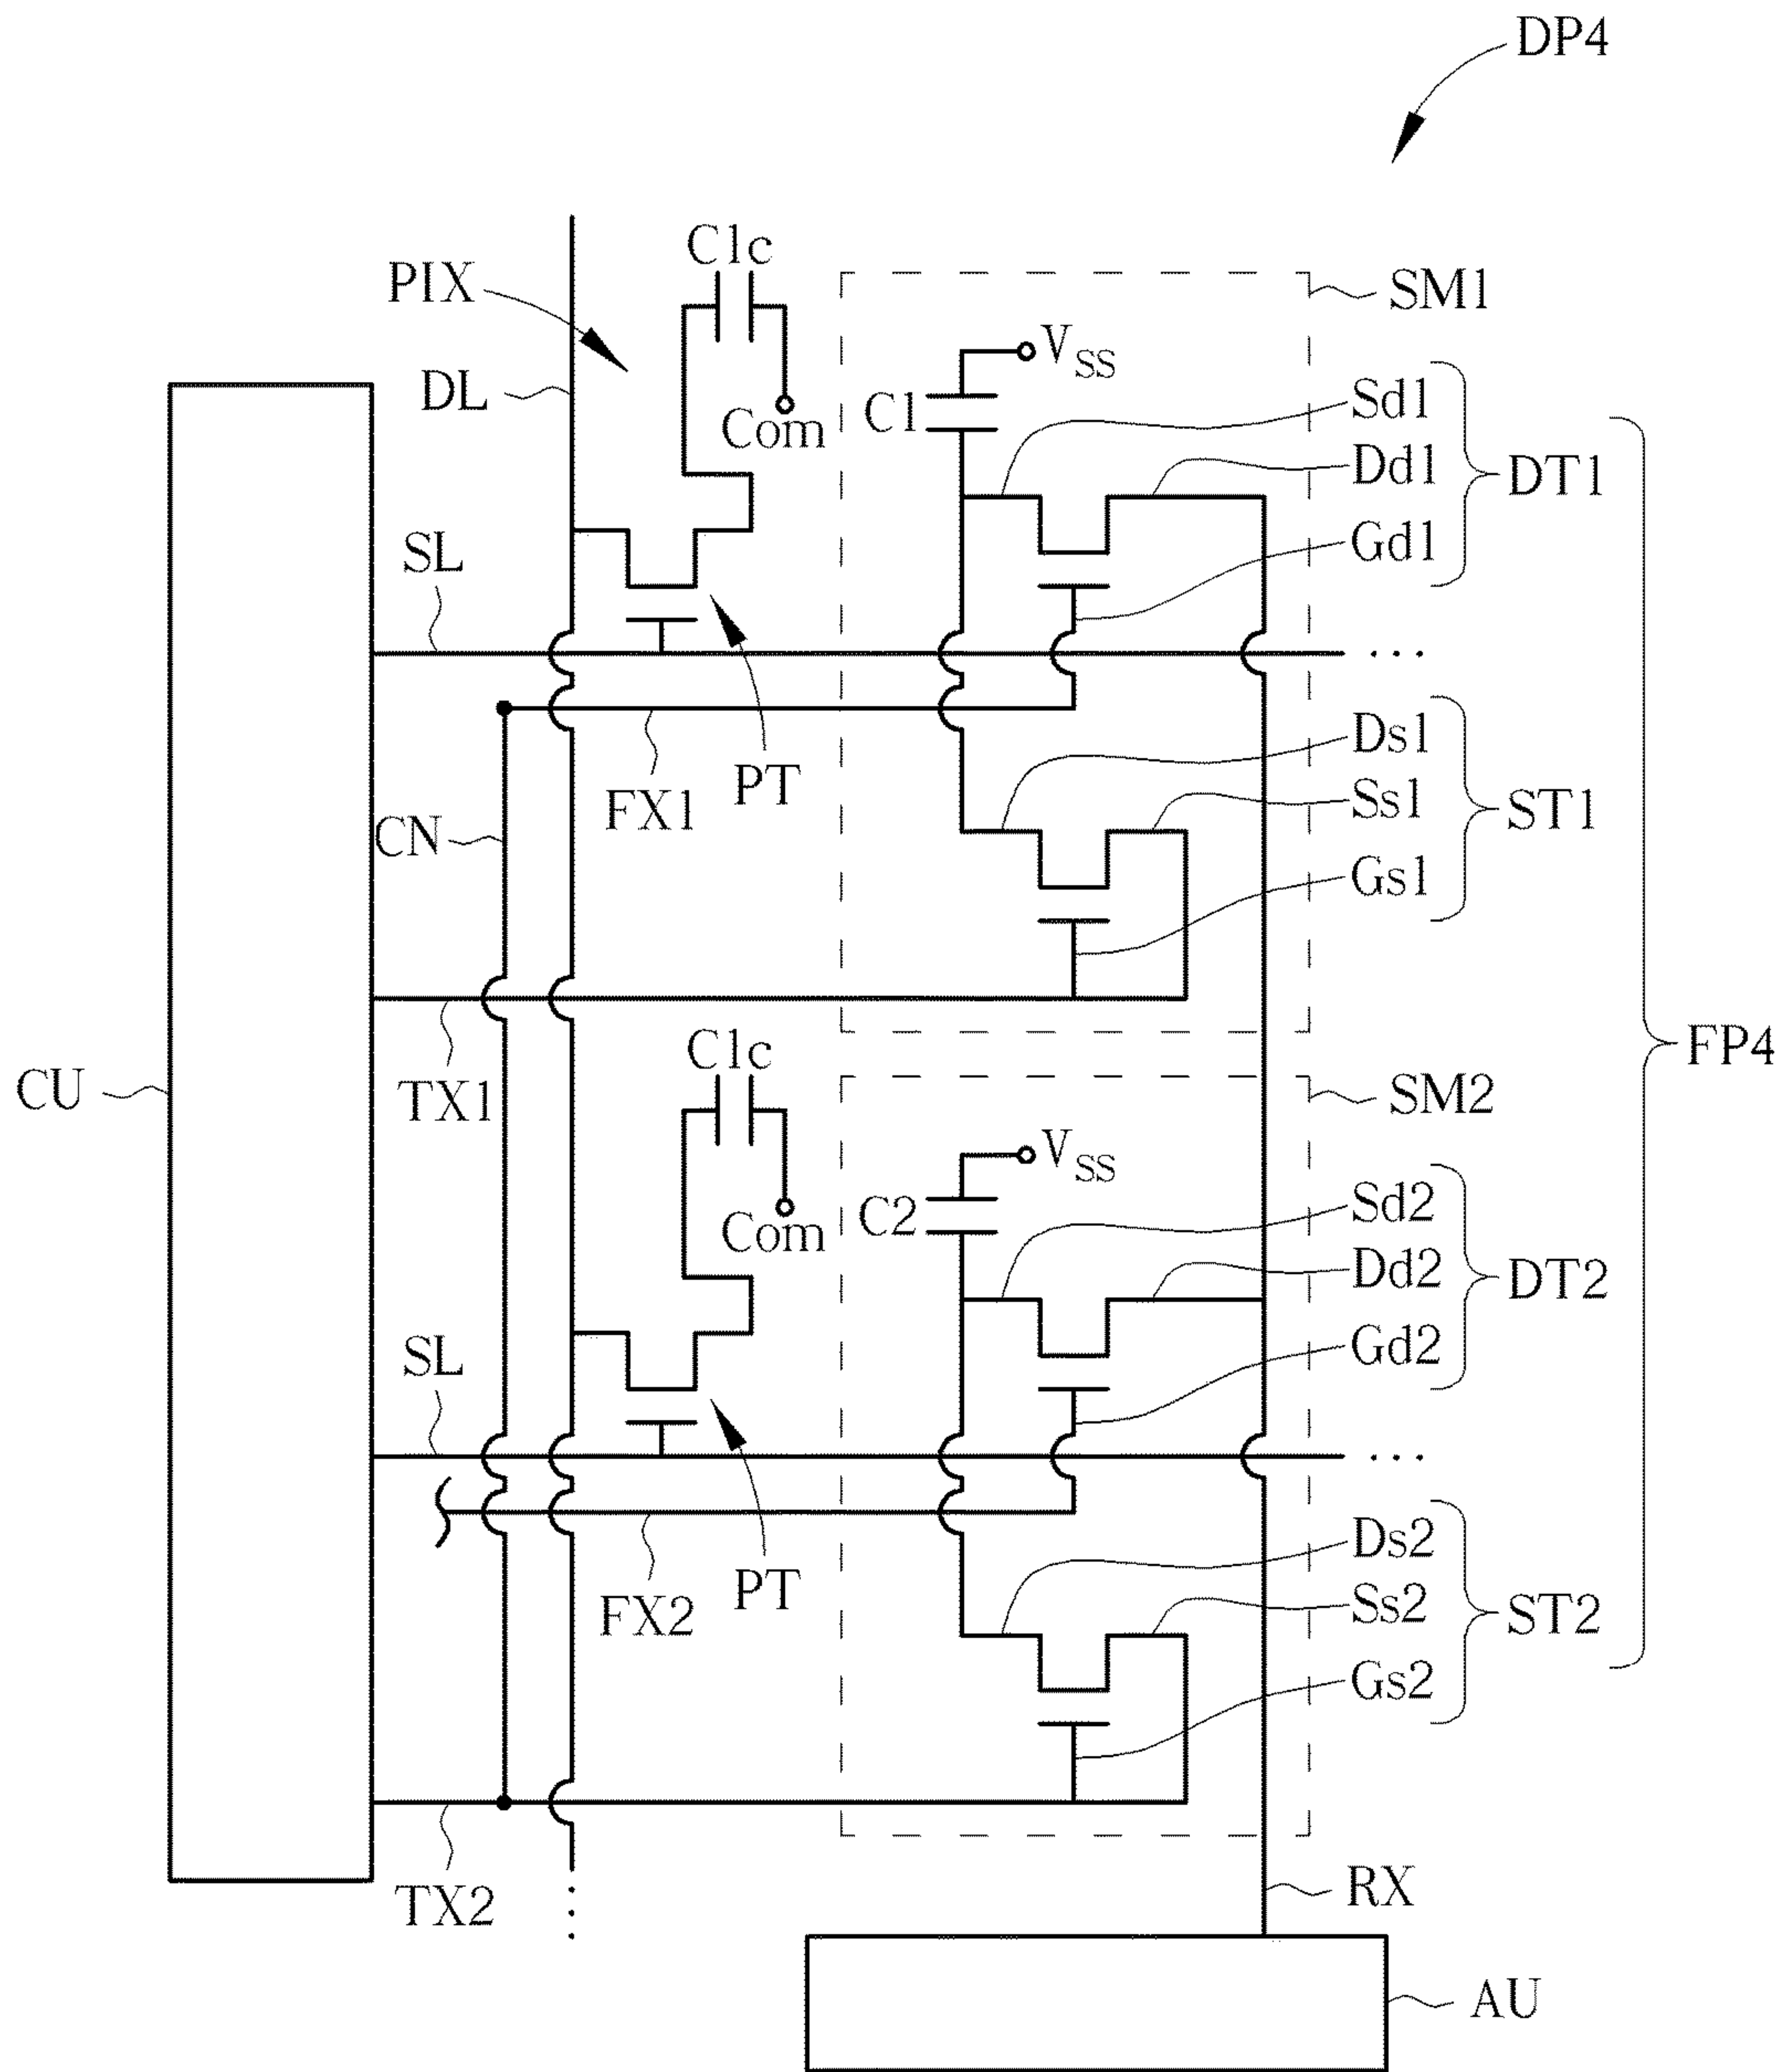 DP4
C1c
PIX
SM1
VSS
DL
Sd1
C1
Com
Dd1
DT1
SL
Gd1
. . .
Ds1
PT
FX1
Ss1
ST1
CN
Gs1
C1c
FP4
CU
TX1
SM2
VSS
Sd2
C2
Com
Dd2
DT2
SL
Gd2
. . .
Ds2
PT
FX2
Ss2
ST2
Gs2
RX
TX2
AU